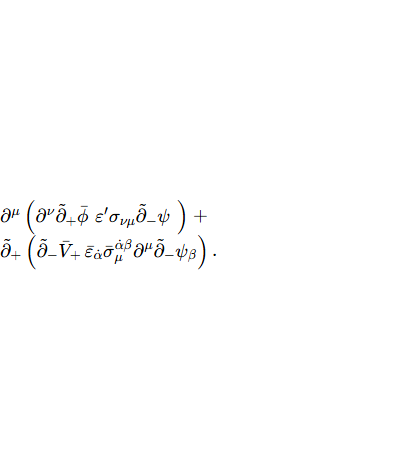 ∂^μ (∂^ν ∂̃_+ φ̄ ε′σ_{νμ} ∂̃_− ψ) +
∂̃_+ (∂̃_− V̄_+ ε̄_{α̇} σ̄_μ^{α̇β} ∂^μ ∂̃_− ψ_β) .